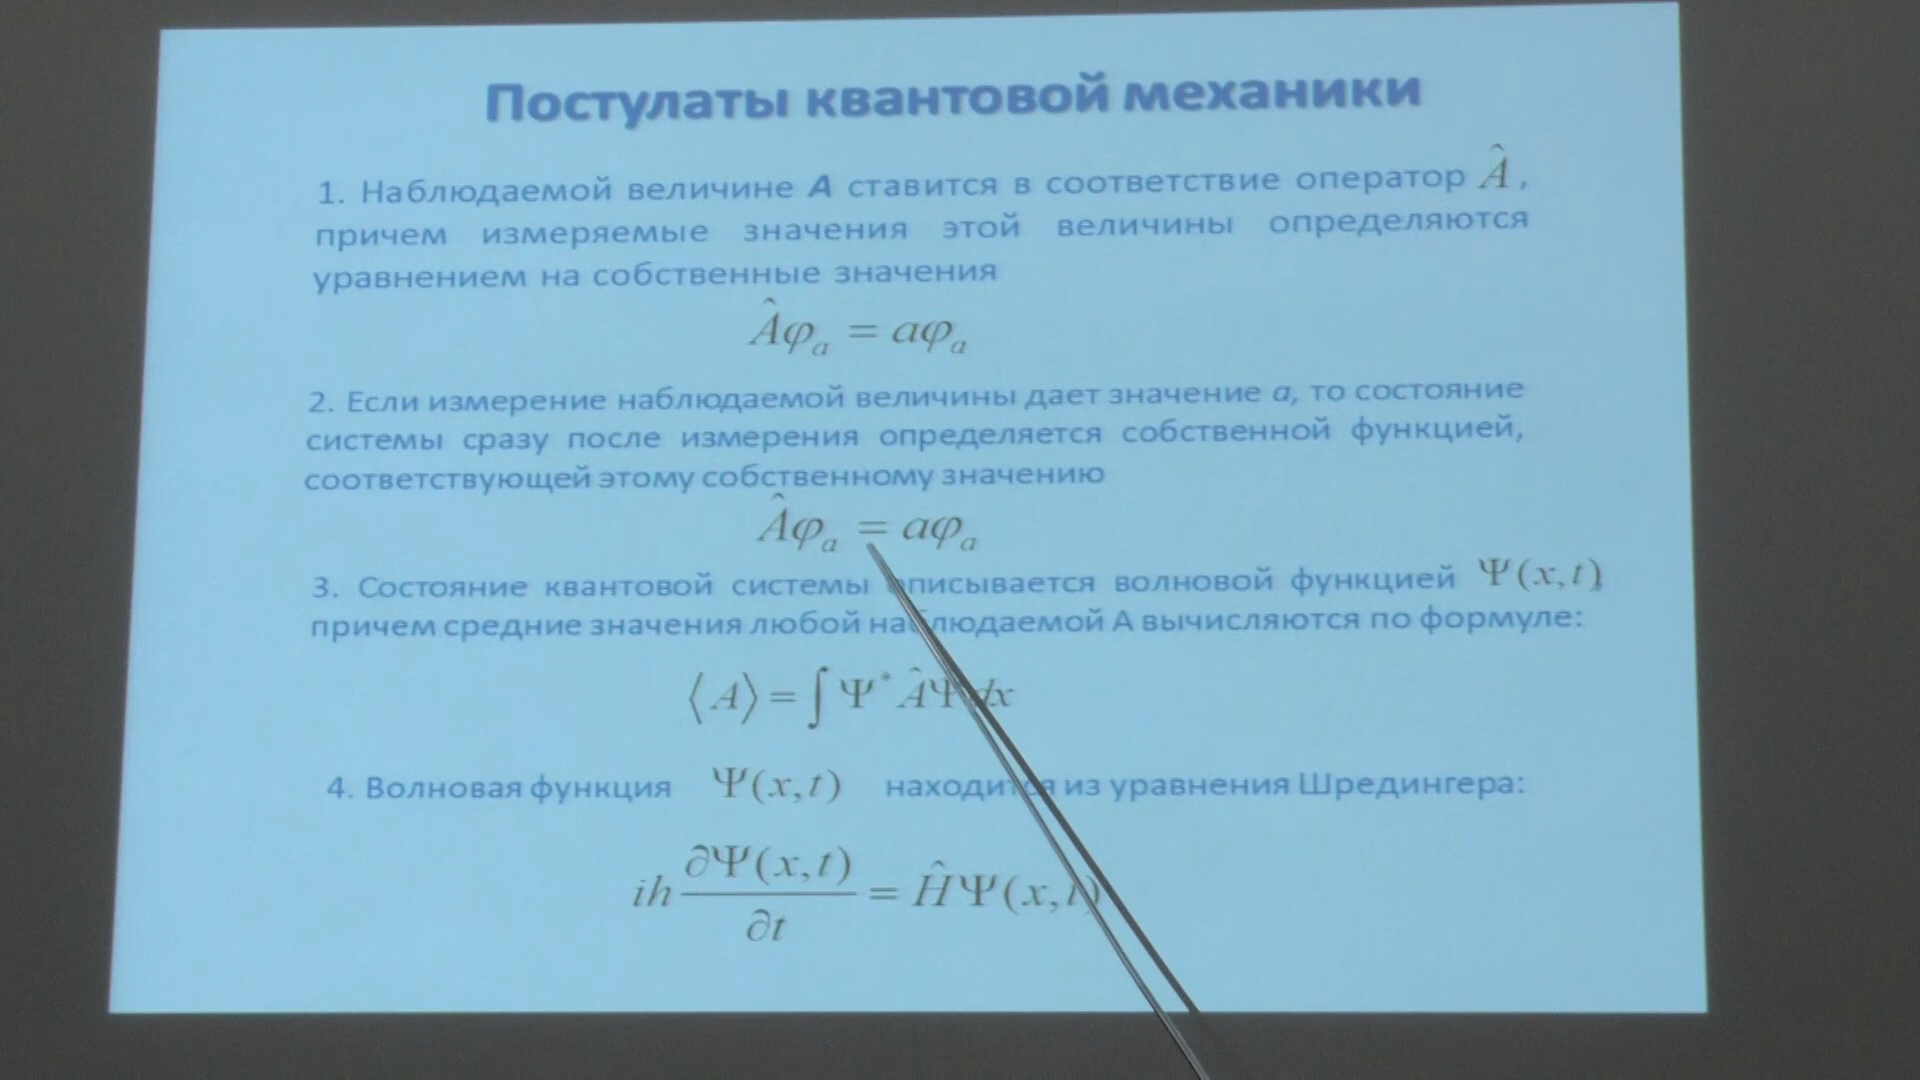 Постулаты квантовой механики
1. Наблюдаемой величине A ставится в соответствие оператор Â ,
причем измеряемые значения этой величины определяются
уравнением на собственные значения
Âφₐ = aφₐ
2. Если измерение наблюдаемой величины дает значение a, то состояние
системы сразу после измерения определяется собственной функцией,
соответствующей этому собственному значению
Âφₐ = aφₐ
3. Состояние квантовой системы описывается волновой функцией Ψ(x,t)
причем средние значения любой наблюдаемой А вычисляются по формуле:
⟨A⟩ = ∫ Ψ* ÂΨ dx
4. Волновая функция Ψ(x,t) находится из уравнения Шредингера:
ih ∂Ψ(x,t)/∂t = ĤΨ(x,t)